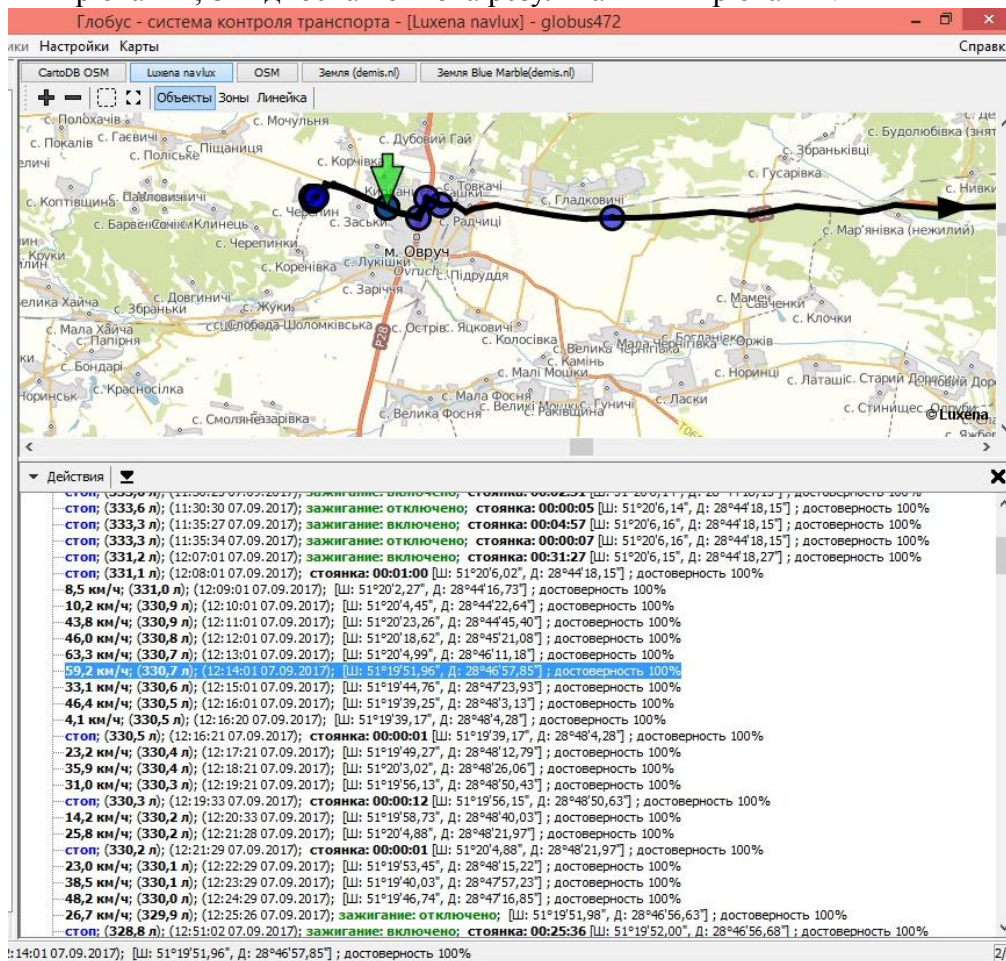 Глобус - система контроля транспорта - [Luxena navlux] - globus472
Настройки Карты Справк
CartoDB OSM Luxena navlux OSM Земля (demis.nl) Земля Blue Marble(demis.nl)
Объекты Зоны Линейка
с. Полохачів
с. Мочульня
с. Гаєвичі
с. Покалів
с. Піщаниця
с. Дубовий Гай
с. Будолюбівка (знят
с. Поліське
с. Корчівка
с. Збраньківці
с. Гусарівка
с. Товкачі
с. Нивки
с. Гладковичі
с. Черепин
с. Заськи
с. Радчиці
с. Мар'янівка (нежилий)
с. Черепинки
м. Овруч
Ovruch
с. Коренівка
с. Лукішки
с. Підруддя
с. Заріччя
с. Довгиничі
с. Збраньки
с. Жуки
с. Клочки
с. Мала Хайча
с. Папірня
с. Слобода-Шоломківська
с. Острів
с. Яцковичі
P28
с. Колосівка
с. Бондарі
с. Камінь
с. Малі Мошки
с. Норинці
с. Латаші
с. Старий
с. Красносілка
с. Мала Фосня
с. Ласки
с. Гуничі
с. Раківщина
с. Велика Фосня
с. Стинищес
© Luxena
Действия
стоп; (333,6 л); (11:30:30 07.09.2017); зажигание: отключено; стоянка: 00:00:05 [Ш: 51°20'6,14", Д: 28°44'18,15"] ; достоверность 100%
стоп; (333,3 л); (11:35:27 07.09.2017); зажигание: включено; стоянка: 00:04:57 [Ш: 51°20'6,16", Д: 28°44'18,15"] ; достоверность 100%
стоп; (333,3 л); (11:35:34 07.09.2017); зажигание: отключено; стоянка: 00:00:07 [Ш: 51°20'6,16", Д: 28°44'18,15"] ; достоверность 100%
стоп; (331,2 л); (12:07:01 07.09.2017); зажигание: включено; стоянка: 00:31:27 [Ш: 51°20'6,15", Д: 28°44'18,27"] ; достоверность 100%
стоп; (331,1 л); (12:08:01 07.09.2017); стоянка: 00:01:00 [Ш: 51°20'6,02", Д: 28°44'18,15"] ; достоверность 100%
8,5 км/ч; (331,0 л); (12:09:01 07.09.2017); [Ш: 51°20'2,27", Д: 28°44'16,73"] ; достоверность 100%
10,2 км/ч; (330,9 л); (12:10:01 07.09.2017); [Ш: 51°20'4,45", Д: 28°44'22,64"] ; достоверность 100%
43,8 км/ч; (330,9 л); (12:11:01 07.09.2017); [Ш: 51°20'23,26", Д: 28°44'45,40"] ; достоверность 100%
46,0 км/ч; (330,8 л); (12:12:01 07.09.2017); [Ш: 51°20'18,62", Д: 28°45'21,08"] ; достоверность 100%
63,3 км/ч; (330,7 л); (12:13:01 07.09.2017); [Ш: 51°20'4,99", Д: 28°46'11,18"] ; достоверность 100%
59,2 км/ч; (330,7 л); (12:14:01 07.09.2017); [Ш: 51°19'51,96", Д: 28°46'57,85"] ; достоверность 100%
33,1 км/ч; (330,6 л); (12:15:01 07.09.2017); [Ш: 51°19'44,76", Д: 28°47'23,93"] ; достоверность 100%
46,4 км/ч; (330,5 л); (12:16:01 07.09.2017); [Ш: 51°19'39,25", Д: 28°48'3,13"] ; достоверность 100%
4,1 км/ч; (330,5 л); (12:16:20 07.09.2017); [Ш: 51°19'39,17", Д: 28°48'4,28"] ; достоверность 100%
стоп; (330,5 л); (12:16:21 07.09.2017); стоянка: 00:00:01 [Ш: 51°19'39,17", Д: 28°48'4,28"] ; достоверность 100%
23,2 км/ч; (330,4 л); (12:17:21 07.09.2017); [Ш: 51°19'49,27", Д: 28°48'12,79"] ; достоверность 100%
35,9 км/ч; (330,4 л); (12:18:21 07.09.2017); [Ш: 51°20'3,02", Д: 28°48'26,06"] ; достоверность 100%
31,0 км/ч; (330,3 л); (12:19:21 07.09.2017); [Ш: 51°19'56,13", Д: 28°48'50,43"] ; достоверность 100%
стоп; (330,3 л); (12:19:33 07.09.2017); стоянка: 00:00:12 [Ш: 51°19'56,15", Д: 28°48'50,63"] ; достоверность 100%
14,2 км/ч; (330,2 л); (12:20:33 07.09.2017); [Ш: 51°19'58,73", Д: 28°48'40,03"] ; достоверность 100%
25,8 км/ч; (330,2 л); (12:21:28 07.09.2017); [Ш: 51°20'4,88", Д: 28°48'21,97"] ; достоверность 100%
стоп; (330,2 л); (12:21:29 07.09.2017); стоянка: 00:00:01 [Ш: 51°20'4,88", Д: 28°48'21,97"] ; достоверность 100%
23,0 км/ч; (330,1 л); (12:22:29 07.09.2017); [Ш: 51°19'53,45", Д: 28°48'15,22"] ; достоверность 100%
38,5 км/ч; (330,1 л); (12:23:29 07.09.2017); [Ш: 51°19'40,03", Д: 28°47'57,23"] ; достоверность 100%
48,2 км/ч; (330,0 л); (12:24:29 07.09.2017); [Ш: 51°19'46,74", Д: 28°47'16,85"] ; достоверность 100%
26,7 км/ч; (329,9 л); (12:25:26 07.09.2017); зажигание: отключено; [Ш: 51°19'51,98", Д: 28°46'56,63"] ; достоверность 100%
стоп; (328,8 л); (12:51:02 07.09.2017); зажигание: включено; стоянка: 00:25:36 [Ш: 51°19'52,00", Д: 28°46'56,68"] ; достоверность 100%
:14:01 07.09.2017); [Ш: 51°19'51,96", Д: 28°46'57,85"] ; достоверность 100% 2/